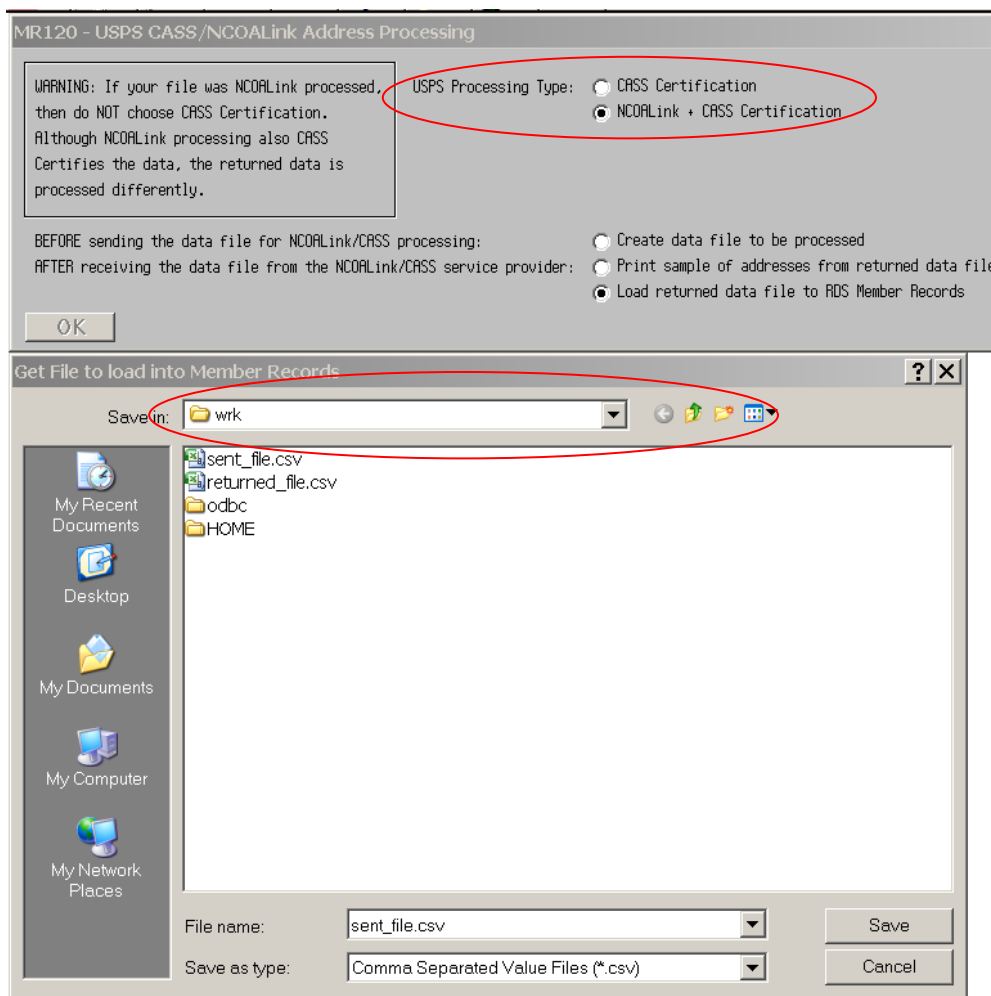 MR120 - USPS CASS/NCOALink Address Processing
WARNING: If your file was NCOALink processed,
then do NOT choose CASS Certification.
Although NCOALink processing also CASS
Certifies the data, the returned data is
processed differently.
USPS Processing Type:
CASS Certification
NCOALink + CASS Certification
BEFORE sending the data file for NCOALink/CASS processing:
Create data file to be processed
AFTER receiving the data file from the NCOALink/CASS service provider:
Print sample of addresses from returned data file
Load returned data file to RDS Member Records
OK
Get File to load into Member Records
Save in:
wrk
My Recent
Documents
Desktop
My Documents
My Computer
My Network
Places
sent_file.csv
returned_file.csv
odbc
HOME
File name:
sent_file.csv
Save
Save as type:
Comma Separated Value Files (*.csv)
Cancel